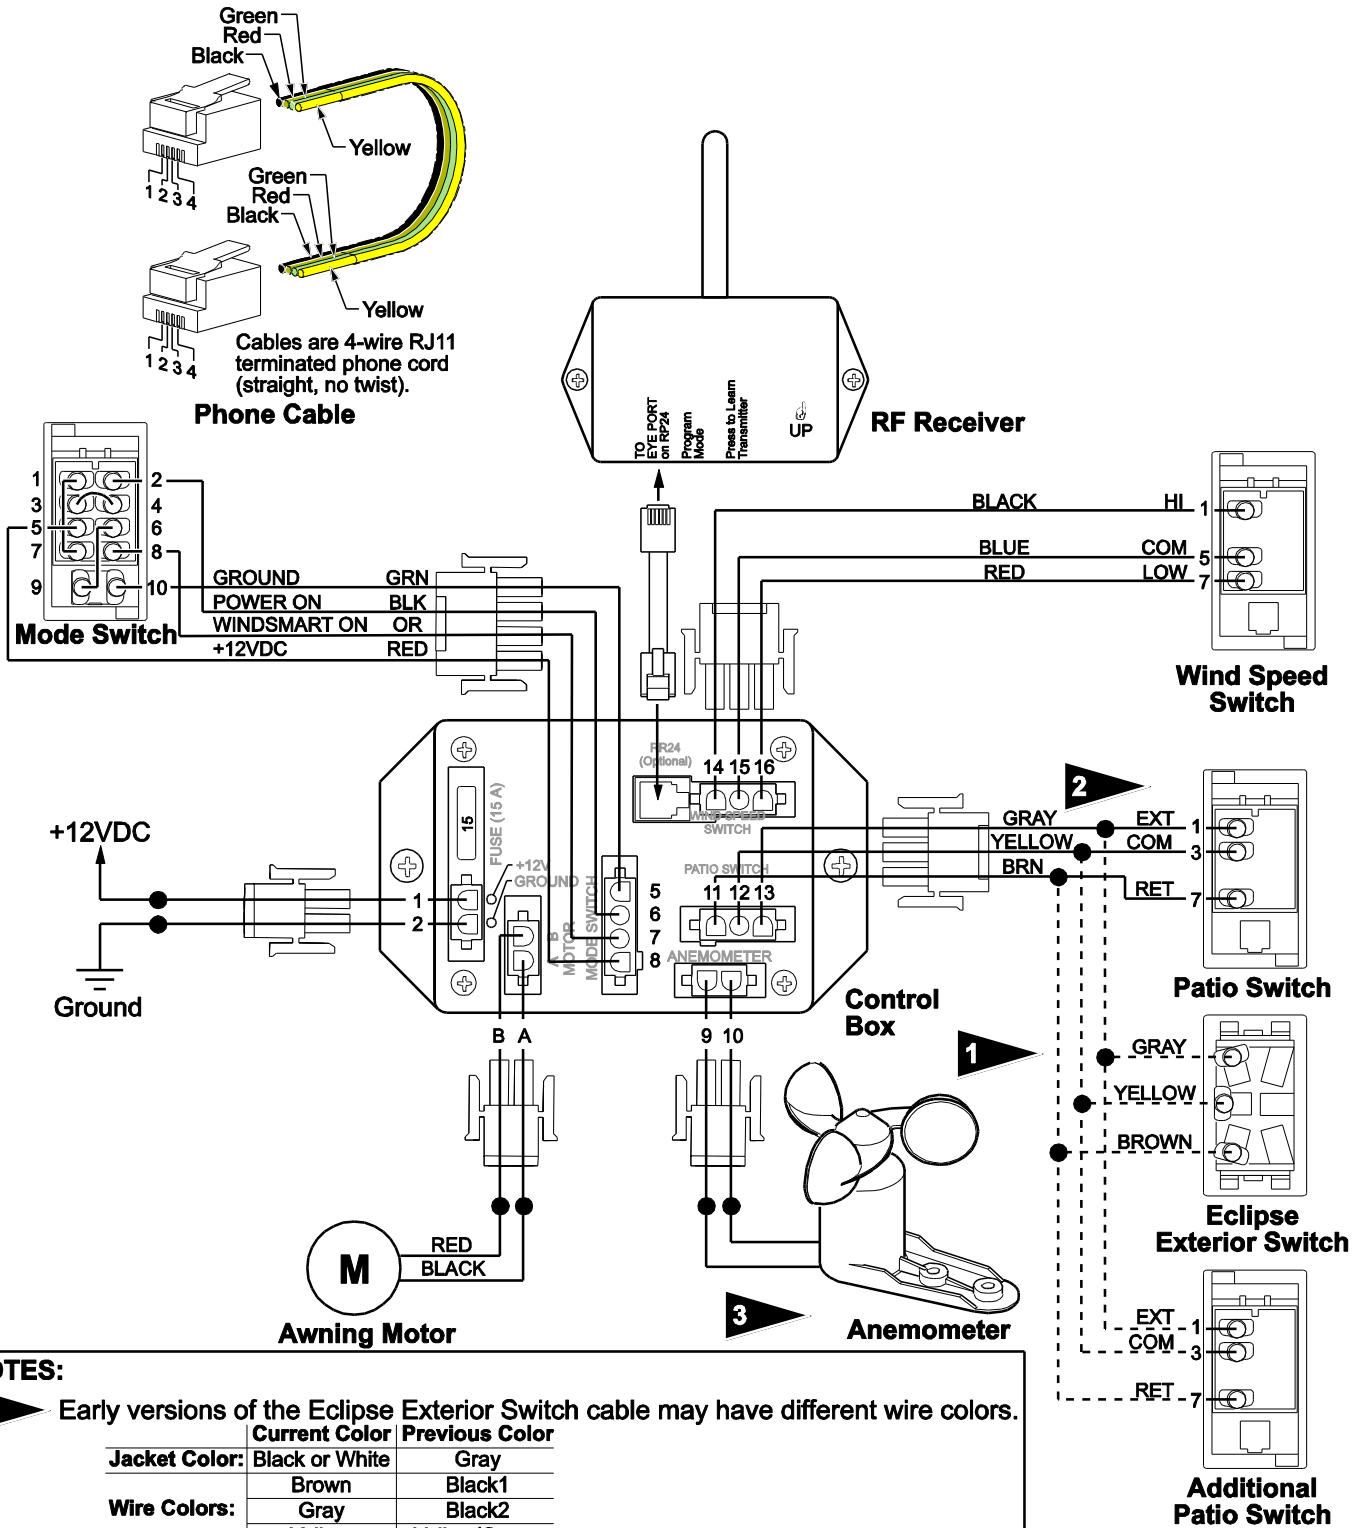 Green
Red
Black
Yellow
1 2 3 4
Green
Red
Black
Yellow
1 2 3 4
Cables are 4-wire RJ11
terminated phone cord
(straight, no twist).
Phone Cable
TO
EYE PORT
on RP24
Program
Mode
Press to Learn
Transmitter
UP
RF Receiver
1 2
3 4
5 6
7 8
9 10
Mode Switch
GROUND GRN
POWER ON BLK
WINDSMART ON OR
+12VDC RED
BLACK HI 1
BLUE COM 5
RED LOW 7
Wind Speed
Switch
RR24
(Optional)
14 15 16
WIND SPEED
SWITCH
15
FUSE (15 A)
+12V
GROUND
1
2
+12VDC
Ground
A B
MOTOR
MODE SWITCH
5
6
7
8
PATIO SWITCH
11 12 13
ANEMOMETER
Control
Box
B A
9 10
2
GRAY EXT 1
YELLOW COM 3
BRN RET 7
Patio Switch
1
GRAY
YELLOW
BROWN
Eclipse
Exterior Switch
M
RED
BLACK
Awning Motor
3
Anemometer
EXT 1
COM 3
RET 7
Additional
Patio Switch
OTES:
Early versions of the Eclipse Exterior Switch cable may have different wire colors.
Current Color Previous Color
Jacket Color: Black or White Gray
Brown Black1
Wire Colors: Gray Black2